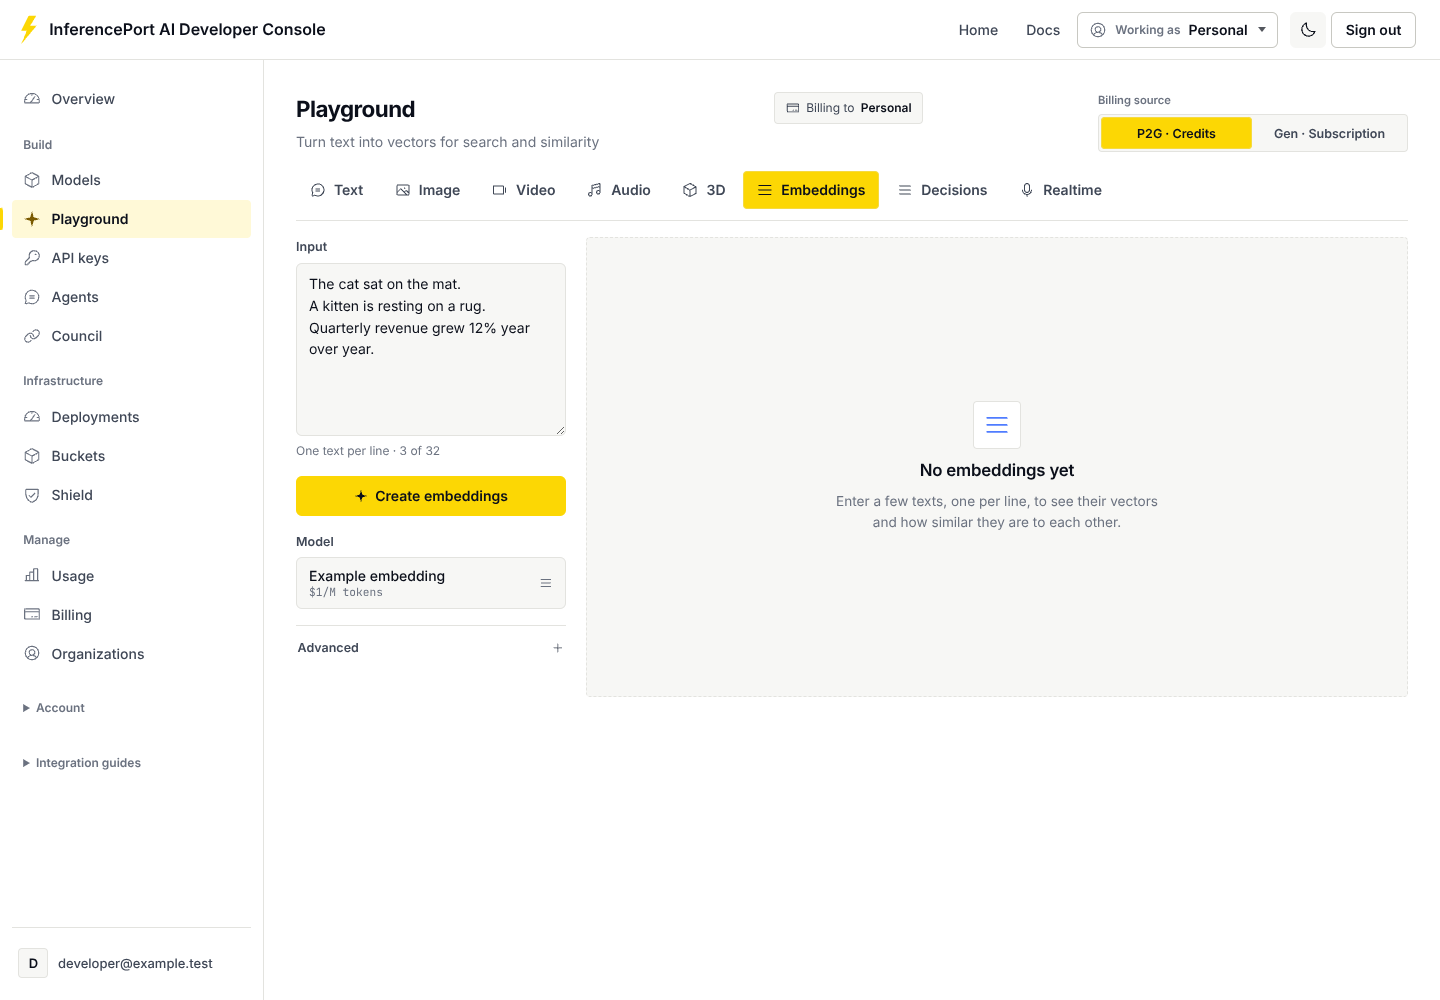 InferencePort AI Developer Console
Home
Docs
Working as Personal
Sign out
Overview
Build
Models
Playground
API keys
Agents
Council
Infrastructure
Deployments
Buckets
Shield
Manage
Usage
Billing
Organizations
Account
Integration guides
D
developer@example.test
Playground
Turn text into vectors for search and similarity
Billing to Personal
Billing source
P2G · Credits
Gen · Subscription
Text
Image
Video
Audio
3D
Embeddings
Decisions
Realtime
Input
The cat sat on the mat.
A kitten is resting on a rug.
Quarterly revenue grew 12% year
over year.
One text per line · 3 of 32
Create embeddings
Model
Example embedding
$1/M tokens
Advanced
No embeddings yet
Enter a few texts, one per line, to see their vectors
and how similar they are to each other.